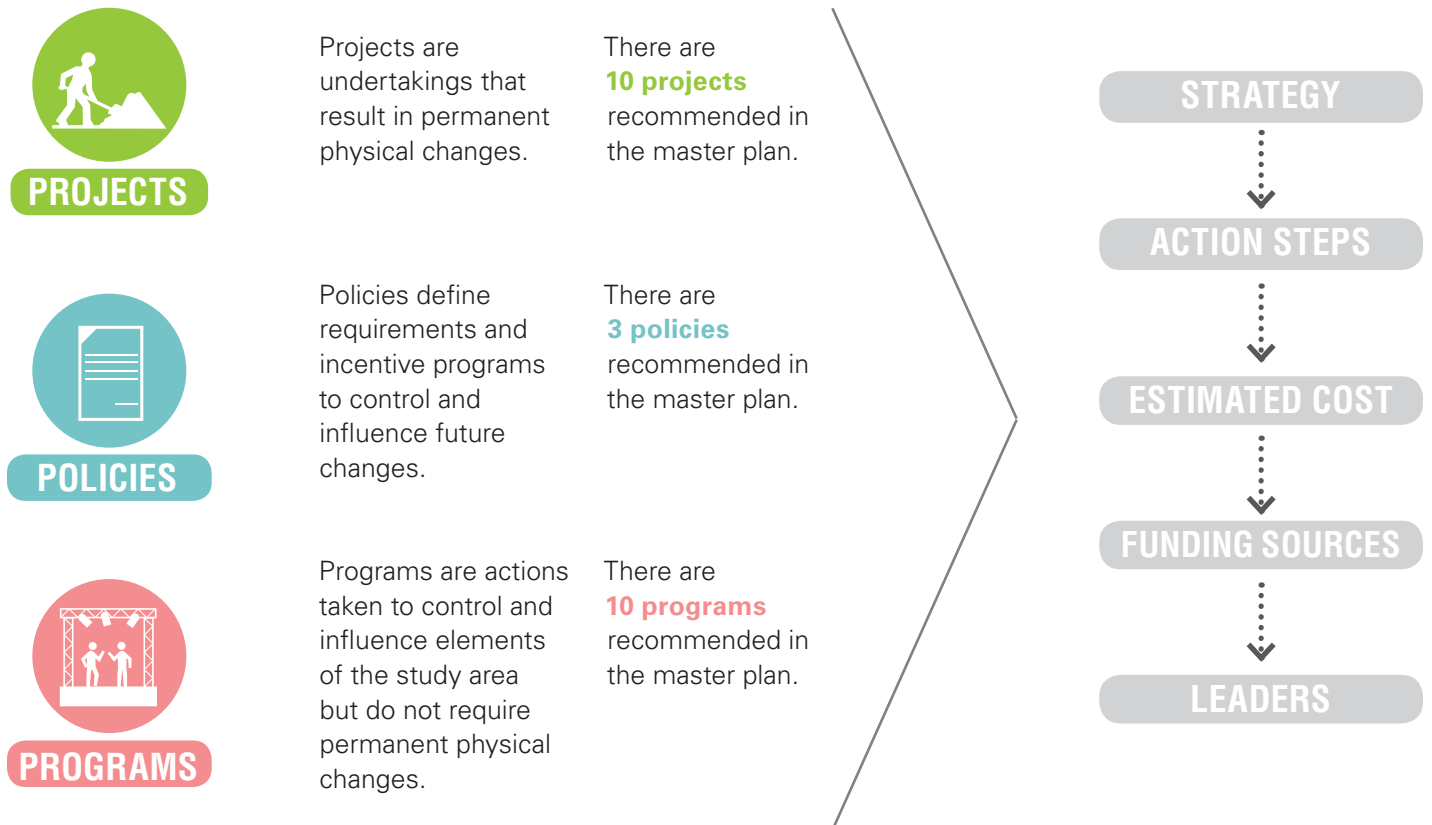 PROJECTS
Projects are
undertakings that
result in permanent
physical changes.
There are
10 projects
recommended in
the master plan.
POLICIES
Policies define
requirements and
incentive programs
to control and
influence future
changes.
There are
3 policies
recommended in
the master plan.
PROGRAMS
Programs are actions
taken to control and
influence elements
of the study area
but do not require
permanent physical
changes.
There are
10 programs
recommended in
the master plan.
STRATEGY
ACTION STEPS
ESTIMATED COST
FUNDING SOURCES
LEADERS